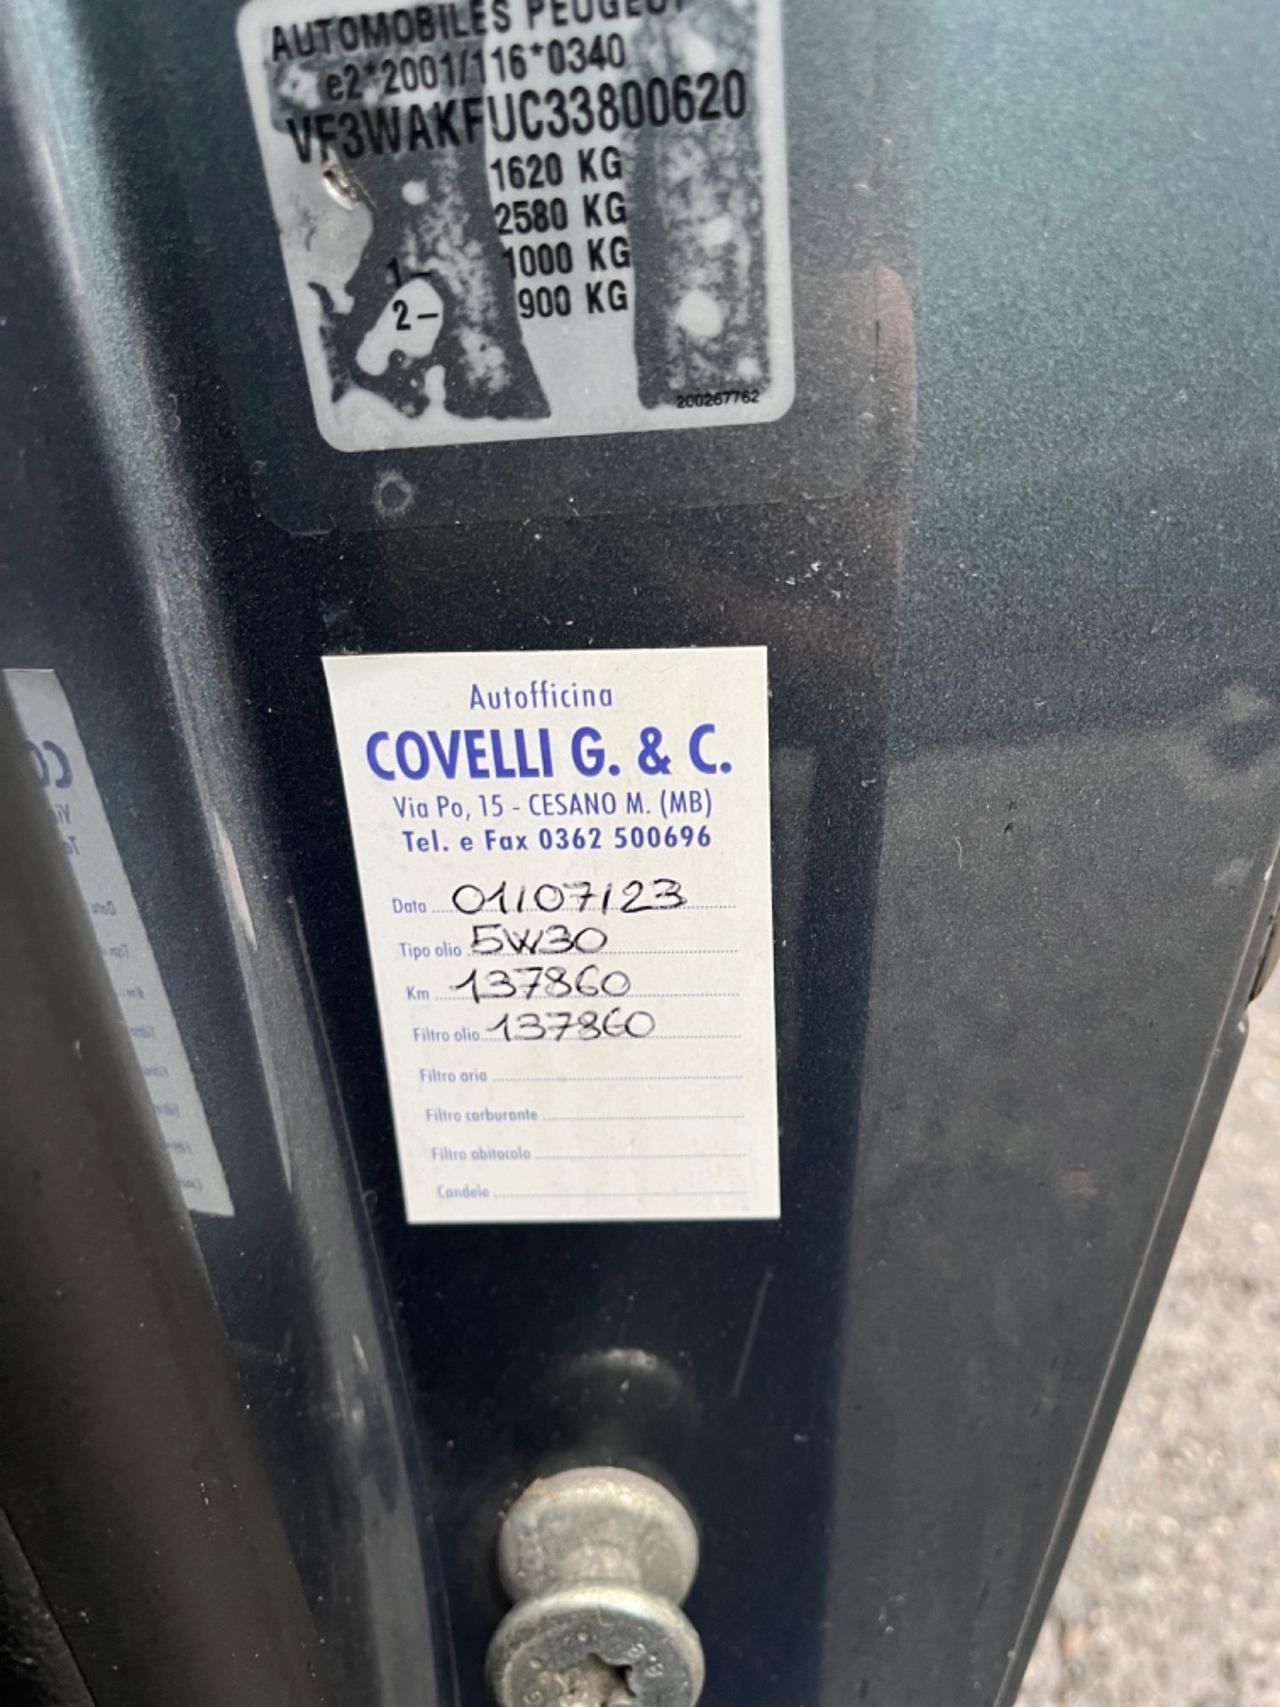 AUTOMOBILES PEUGEOT
e2*2001/116*0340
VF3WAKFUC33800620
1620 KG
2580 KG
1- 1000 KG
2- 900 KG
200267762
Autofficina
COVELLI G. & C.
Via Po, 15 - CESANO M. (MB)
Tel. e Fax 0362 500696
Data 01/07/23
Tipo olio 5W30
Km 137860
Filtro olio 137860
Filtro aria
Filtro carburante
Filtro abitacolo
Candele